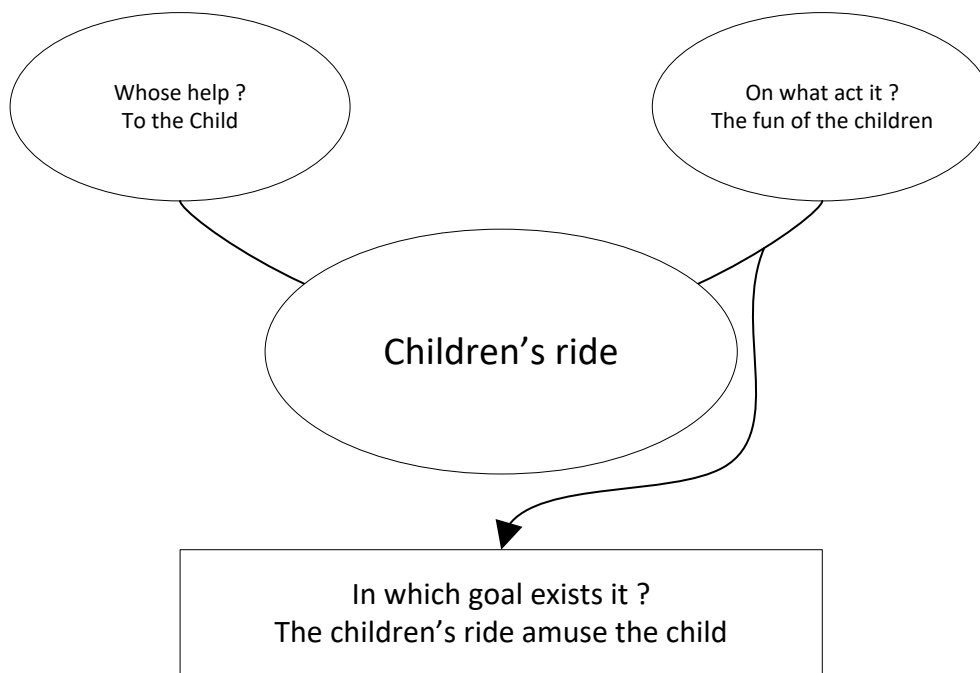 Whose help ?
To the Child
On what act it ?
The fun of the children
Children’s ride
In which goal exists it ?
The children’s ride amuse the child